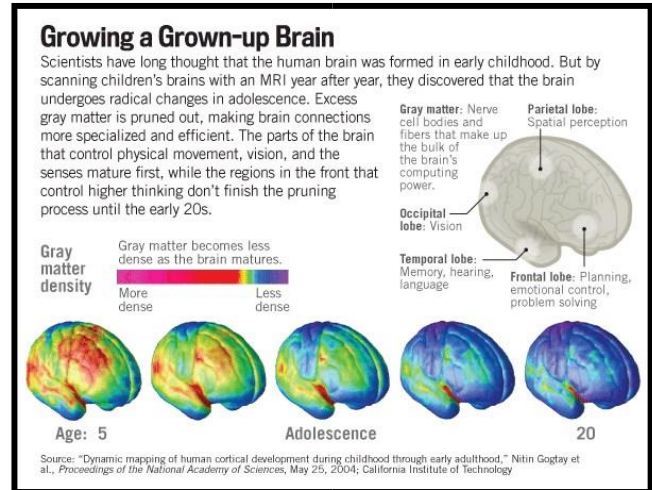 Growing a Grown-up Brain
Scientists have long thought that the human brain was formed in early childhood. But by
scanning children's brains with an MRI year after year, they discovered that the brain
undergoes radical changes in adolescence. Excess
gray matter is pruned out, making brain connections
more specialized and efficient. The parts of the brain
that control physical movement, vision, and the
senses mature first, while the regions in the front that
control higher thinking don't finish the pruning
process until the early 20s.
Gray matter: Nerve
cell bodies and
fibers that make up
the bulk of
the brain's
computing
power.
Parietal lobe:
Spatial perception
Occipital
lobe: Vision
Temporal lobe:
Memory, hearing,
language
Frontal lobe: Planning,
emotional control,
problem solving
Gray
matter
density
Gray matter becomes less
dense as the brain matures.
More
dense
Less
dense
Age: 5
Adolescence
20
Source: "Dynamic mapping of human cortical development during childhood through early adulthood," Nitin Gogtay et
al., Proceedings of the National Academy of Sciences, May 25, 2004; California Institute of Technology